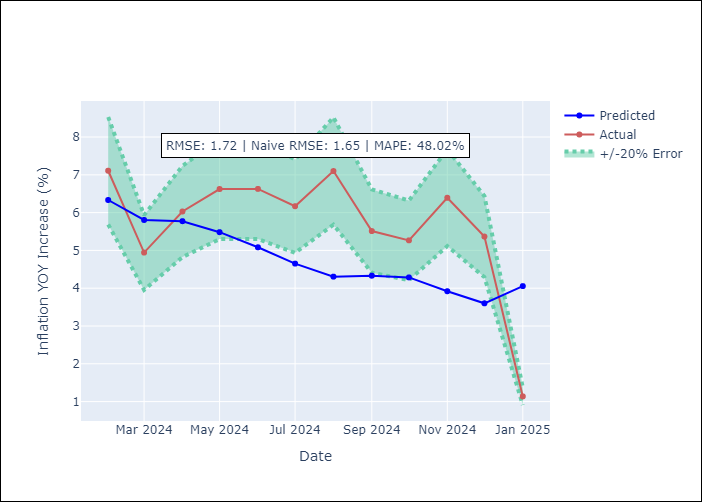 RMSE: 1.72 | Naive RMSE: 1.65 | MAPE: 48.02%
Predicted
Actual
+/-20% Error
8
7
6
5
4
3
2
1
Inflation YOY Increase (%)
Mar 2024 May 2024 Jul 2024 Sep 2024 Nov 2024 Jan 2025
Date